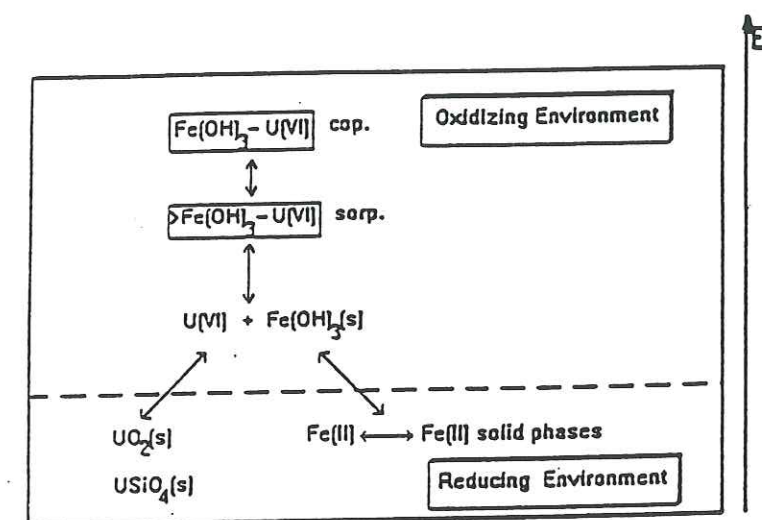 E
Fe(OH)3 - U(VI) cop.
Oxidizing Environment
>Fe(OH)3 - U(VI) sorp.
U(VI) + Fe(OH)3(s)
UO2(s)
Fe(II) ⟷ Fe(II) solid phases
USiO4(s)
Reducing Environment